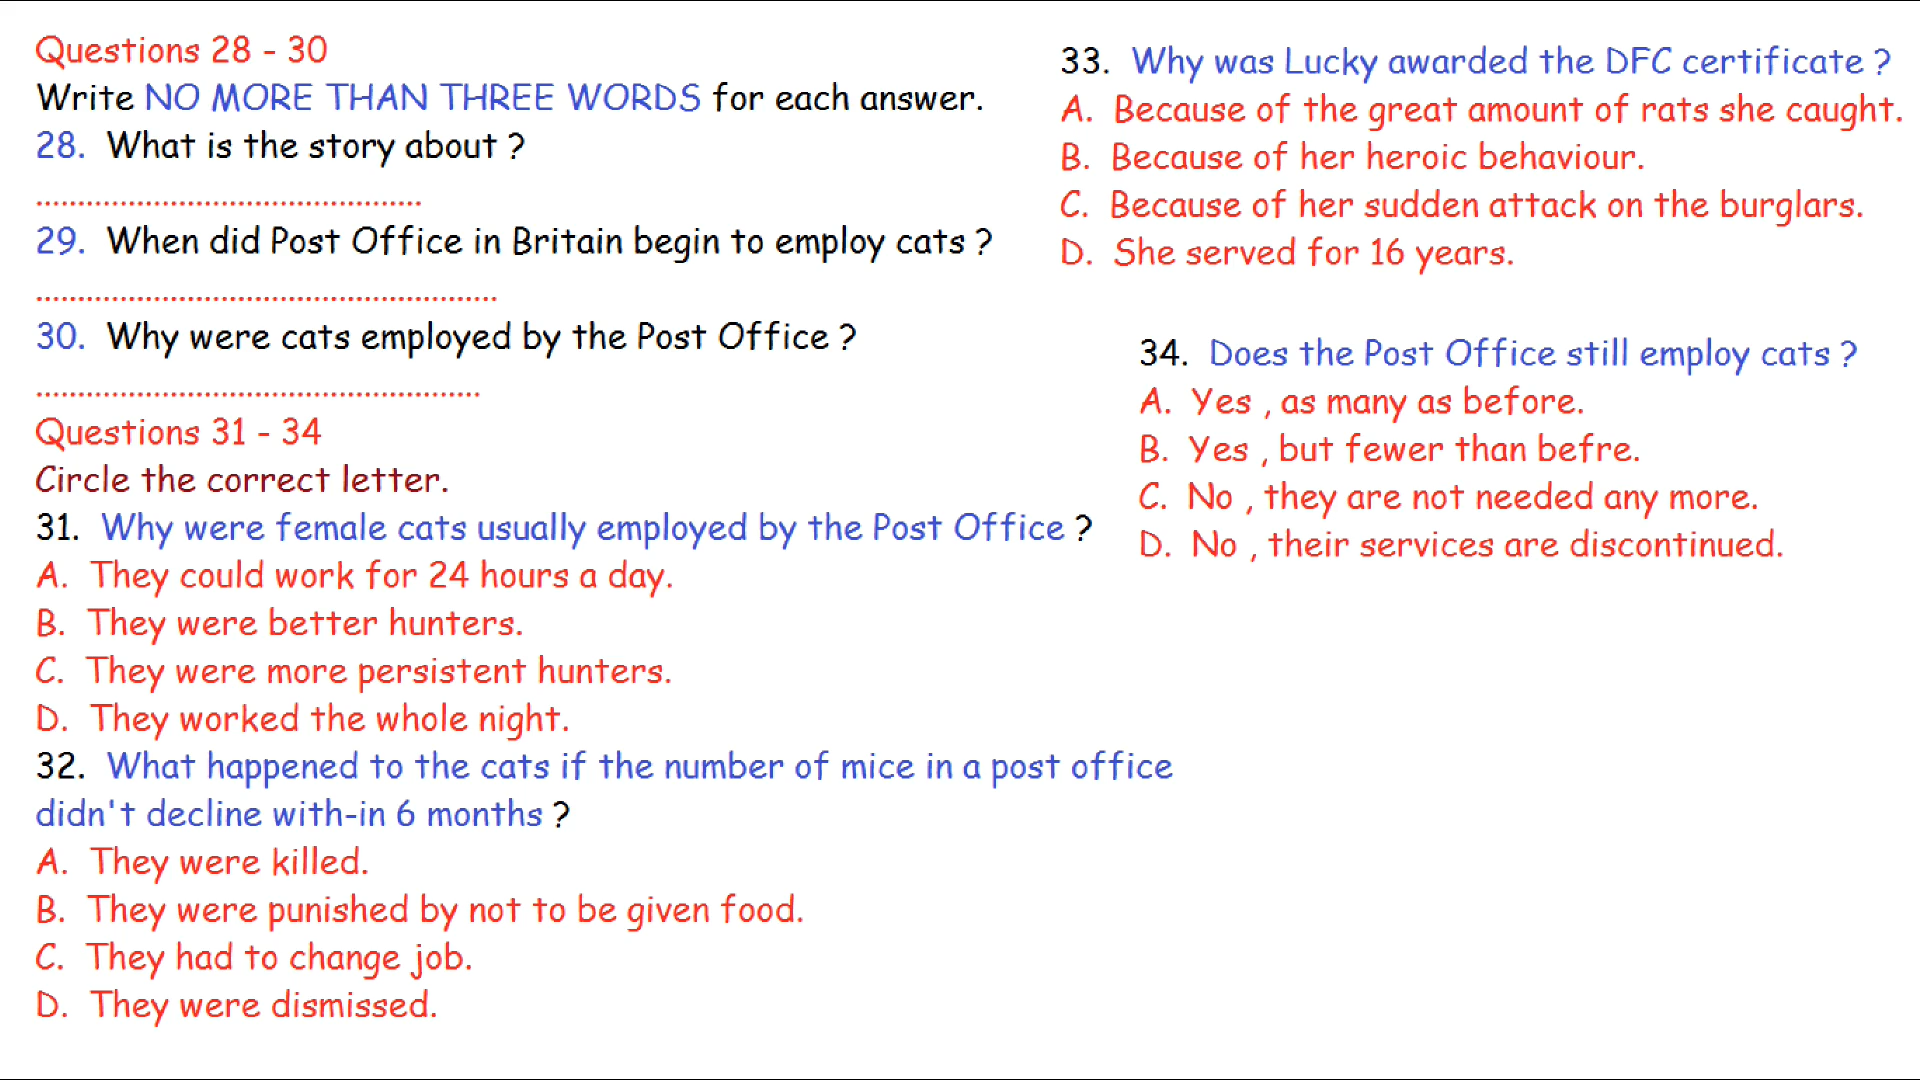 Questions 28 - 30
Write NO MORE THAN THREE WORDS for each answer.
28. What is the story about ?
..............................................
29. When did Post Office in Britain begin to employ cats ?
.......................................................
30. Why were cats employed by the Post Office ?
.....................................................
Questions 31 - 34
Circle the correct letter.
31. Why were female cats usually employed by the Post Office ?
A. They could work for 24 hours a day.
B. They were better hunters.
C. They were more persistent hunters.
D. They worked the whole night.
32. What happened to the cats if the number of mice in a post office
didn't decline with-in 6 months ?
A. They were killed.
B. They were punished by not to be given food.
C. They had to change job.
D. They were dismissed.
33. Why was Lucky awarded the DFC certificate ?
A. Because of the great amount of rats she caught.
B. Because of her heroic behaviour.
C. Because of her sudden attack on the burglars.
D. She served for 16 years.
34. Does the Post Office still employ cats ?
A. Yes , as many as before.
B. Yes , but fewer than befre.
C. No , they are not needed any more.
D. No , their services are discontinued.